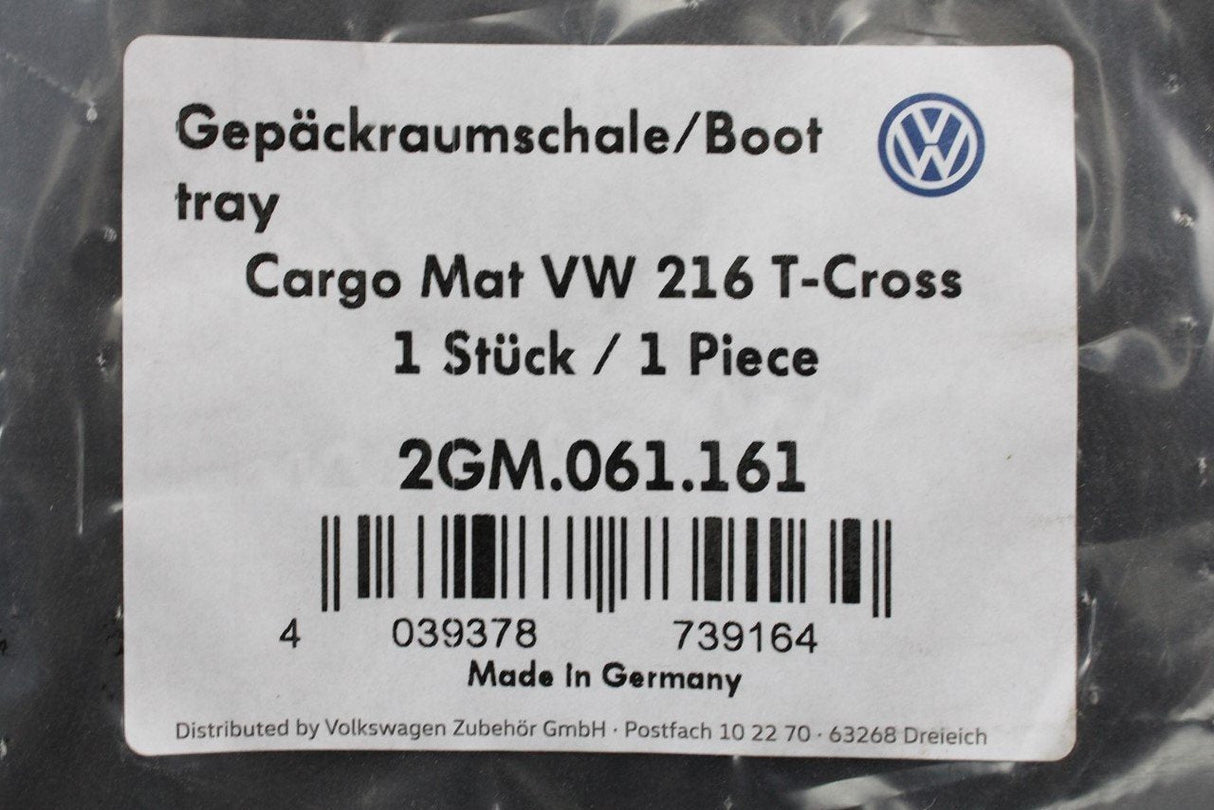 Gepäckraumschale/Boot
tray
Cargo Mat VW 216 T-Cross
1 Stück / 1 Piece
2GM.061.161
4 039378 739164
Made in Germany
Distributed by Volkswagen Zubehör GmbH · Postfach 10 22 70 · 63268 Dreieich